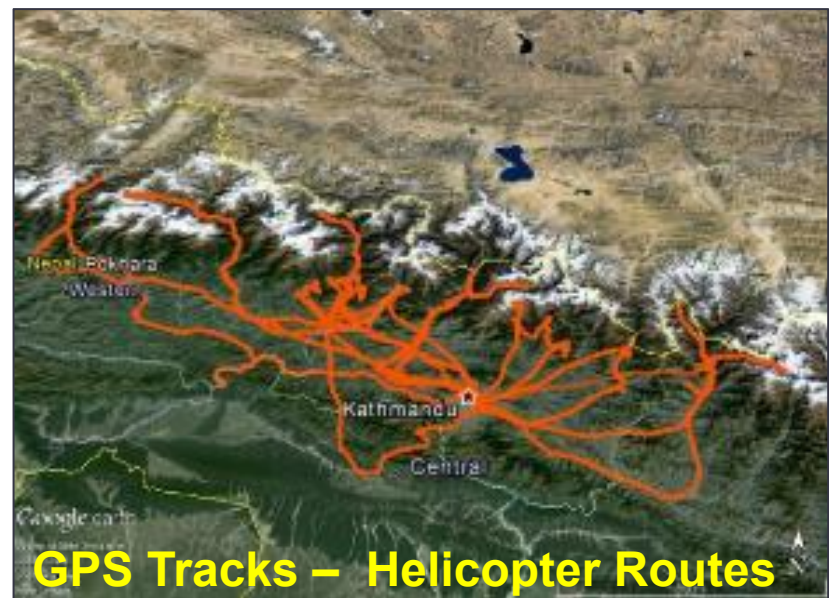 Nepal Pokhara
Western
Kathmandu
Central
Google earth
N
GPS Tracks – Helicopter Routes